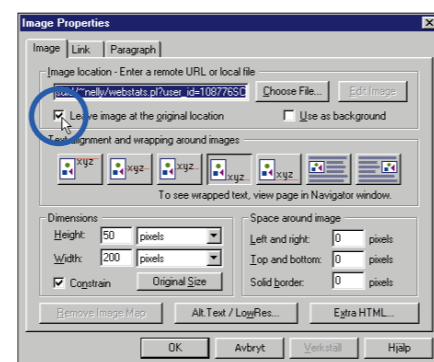 Image Properties
Image Link Paragraph
Image location - Enter a remote URL or local file
nelly/webstats.pl?user_id=108776SC Choose File... Edit Image
Leave image at the original location Use as background
Text alignment and wrapping around images
xyz xyz xyz xyz xyz
To see wrapped text, view page in Navigator window.
Dimensions Space around image
Height: 50 pixels Left and right: 0 pixels
Width: 200 pixels Top and bottom: 0 pixels
Constrain Original Size Solid border: 0 pixels
Remove Image Map Alt.Text / LowRes... Extra HTML...
OK Avbryt Verkställ Hjälp